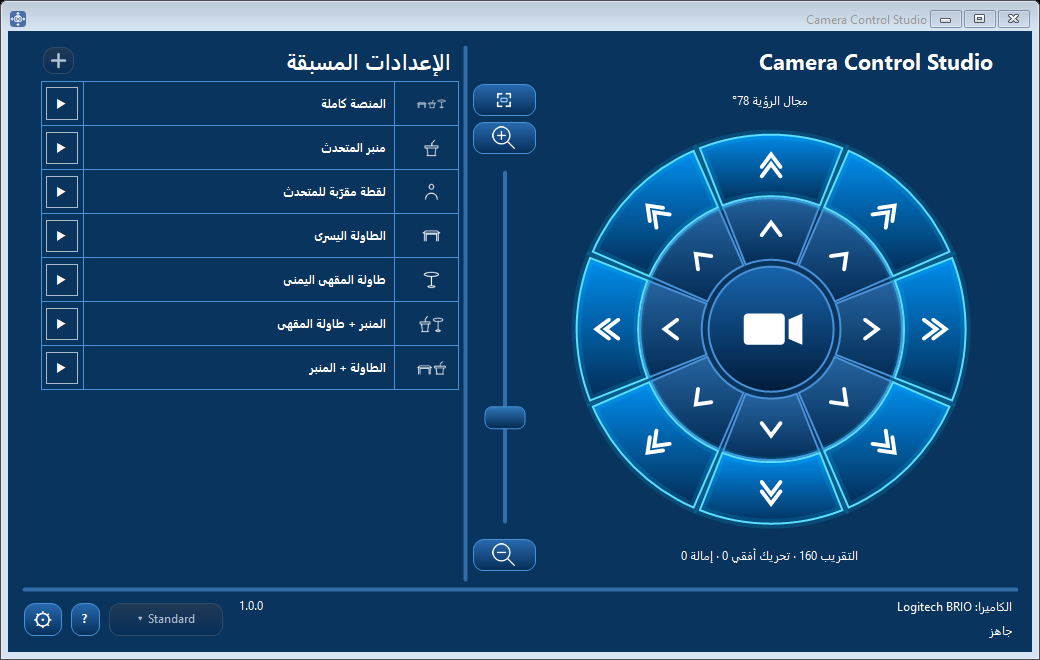 Camera Control Studio
Camera Control Studio
مجال الرؤية 78°
الإعدادات المسبقة
المنصة كاملة
منبر المتحدث
لقطة مقرّبة للمتحدث
الطاولة اليسرى
طاولة المقهى اليمنى
المنبر + طاولة المقهى
الطاولة + المنبر
التقريب 160 · تحريك أفقي 0 · إمالة 0
الكاميرا: Logitech BRIO
جاهز
1.0.0
Standard
?